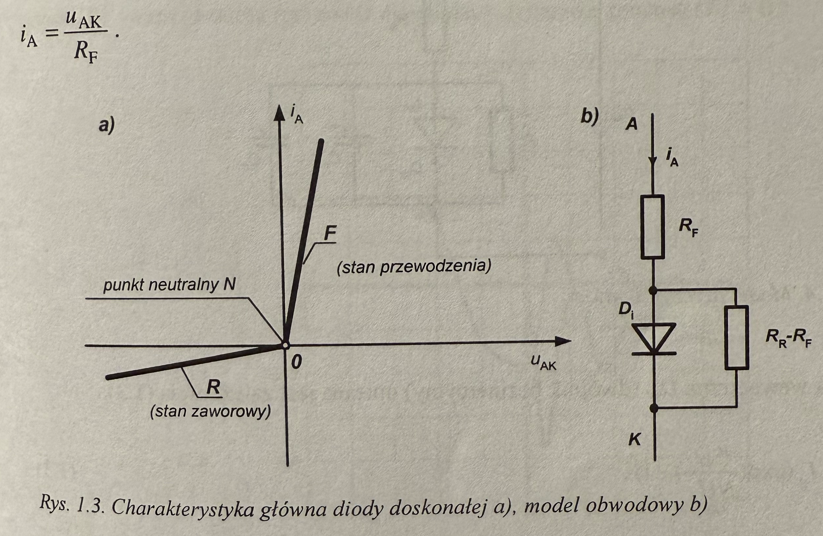 i_A = u_AK / R_F .
a)
i_A
F
(stan przewodzenia)
punkt neutralny N
0
u_AK
R
(stan zaworowy)
b)
A
i_A
R_F
D_i
R_R-R_F
K
Rys. 1.3. Charakterystyka główna diody doskonałej a), model obwodowy b)